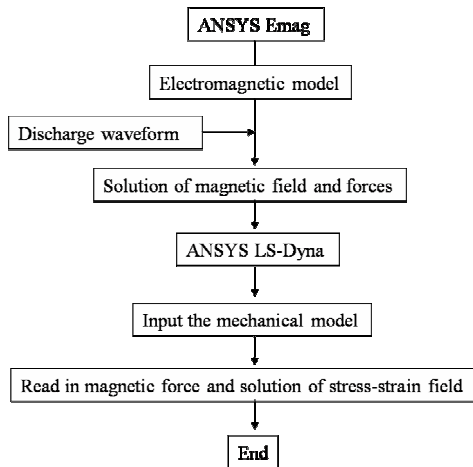 ANSYS Emag
Electromagnetic model
Discharge waveform
Solution of magnetic field and forces
ANSYS LS-Dyna
Input the mechanical model
Read in magnetic force and solution of stress-strain field
End